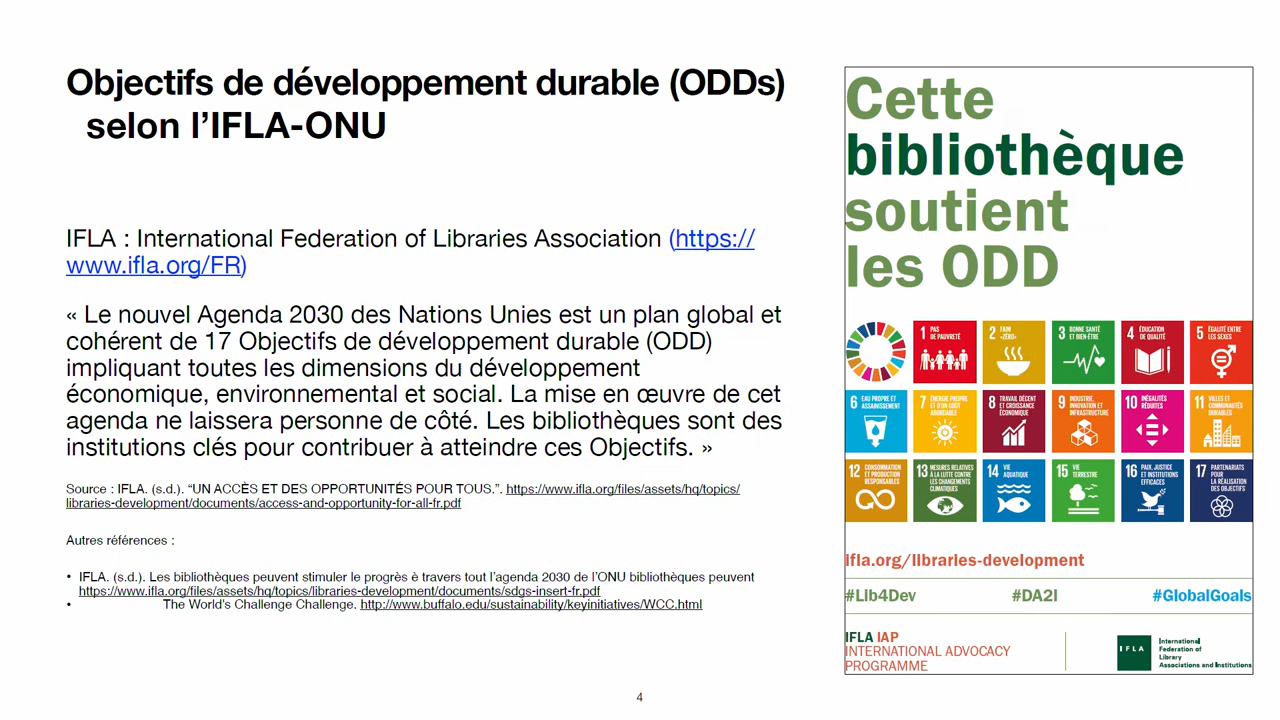 Objectifs de développement durable (ODDs)
selon l'IFLA-ONU
IFLA : International Federation of Libraries Association (https://
www.ifla.org/FR)
« Le nouvel Agenda 2030 des Nations Unies est un plan global et
cohérent de 17 Objectifs de développement durable (ODD)
impliquant toutes les dimensions du développement
économique, environnemental et social. La mise en œuvre de cet
agenda ne laissera personne de côté. Les bibliothèques sont des
institutions clés pour contribuer à atteindre ces Objectifs. »
Source : IFLA. (s.d.). “UN ACCÈS ET DES OPPORTUNITÉS POUR TOUS.”. https://www.ifla.org/files/assets/hq/topics/
libraries-development/documents/access-and-opportunity-for-all-fr.pdf
Autres références :
• IFLA. (s.d.). Les bibliothèques peuvent stimuler le progrès è travers tout l'agenda 2030 de l'ONU bibliothèques peuvent
https://www.ifla.org/files/assets/hq/topics/libraries-development/documents/sdgs-insert-fr.pdf
• The World's Challenge Challenge. http://www.buffalo.edu/sustainability/keyinitiatives/WCC.html
4
Cette
bibliothèque
soutient
les ODD
1 PAS
DE PAUVRETÉ
2 FAIM
«ZÉRO»
3 BONNE SANTÉ
ET BIEN-ÊTRE
4 ÉDUCATION
DE QUALITÉ
5 ÉGALITÉ ENTRE
LES SEXES
6 EAU PROPRE ET
ASSAINISSEMENT
7 ÉNERGIE PROPRE
ET D'UN COÛT
ABORDABLE
8 TRAVAIL DÉCENT
ET CROISSANCE
ÉCONOMIQUE
9 INDUSTRIE,
INNOVATION ET
INFRASTRUCTURE
10 INÉGALITÉS
RÉDUITES
11 VILLES ET
COMMUNAUTÉS
DURABLES
12 CONSOMMATION
ET PRODUCTION
RESPONSABLES
13 MESURES RELATIVES
À LA LUTTE CONTRE
LES CHANGEMENTS
CLIMATIQUES
14 VIE
AQUATIQUE
15 VIE
TERRESTRE
16 PAIX, JUSTICE
ET INSTITUTIONS
EFFICACES
17 PARTENARIATS
POUR
LA RÉALISATION
DES OBJECTIFS
ifla.org/libraries-development
#Lib4Dev #DA2I #GlobalGoals
IFLA IAP
INTERNATIONAL ADVOCACY
PROGRAMME
IFLA
International
Federation of
Library
Associations and Institutions